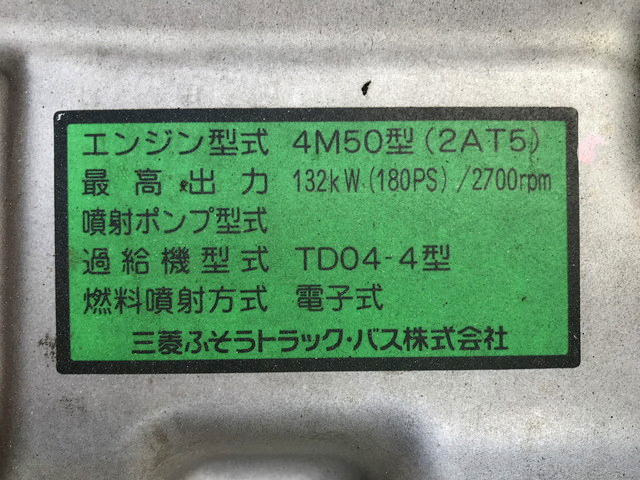 エンジン型式 4M50型(2AT5)
最高出力 132kW(180PS)/2700rpm
噴射ポンプ型式
過給機型式 TD04-4型
燃料噴射方式 電子式
三菱ふそうトラック・バス株式会社